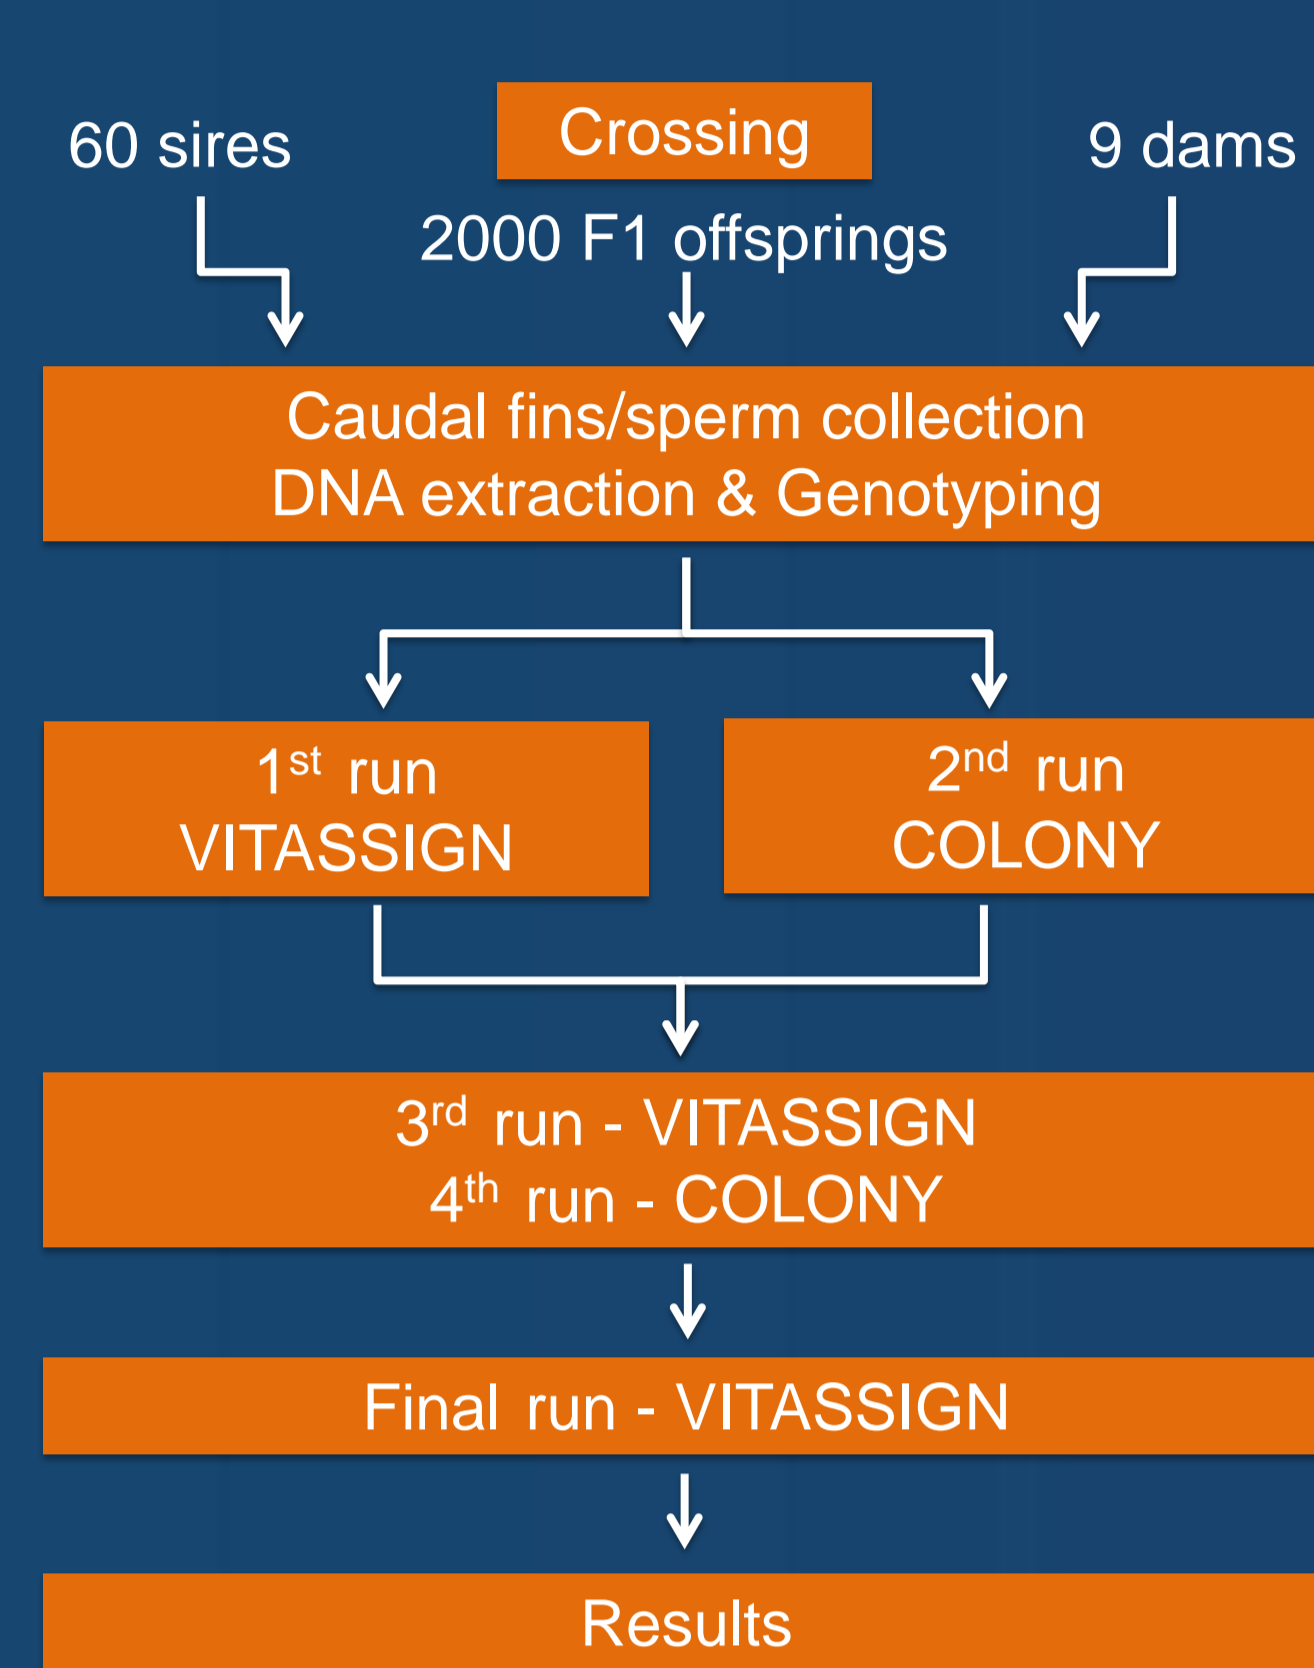 60 sires
Crossing
9 dams
2000 F1 offsprings
Caudal fins/sperm collection
DNA extraction & Genotyping
1st run
VITASSIGN
2nd run
COLONY
3rd run - VITASSIGN
4th run - COLONY
Final run - VITASSIGN
Results